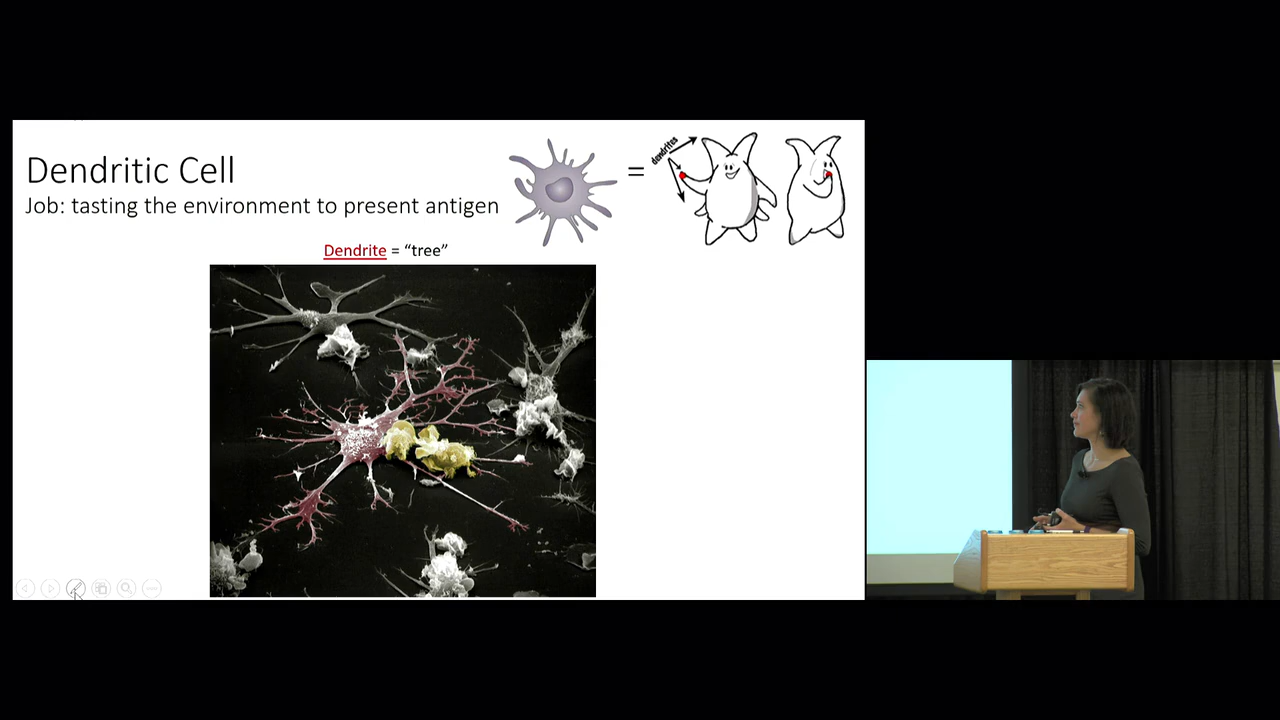 Dendritic Cell
Job: tasting the environment to present antigen
=
dendrites
Dendrite = “tree”